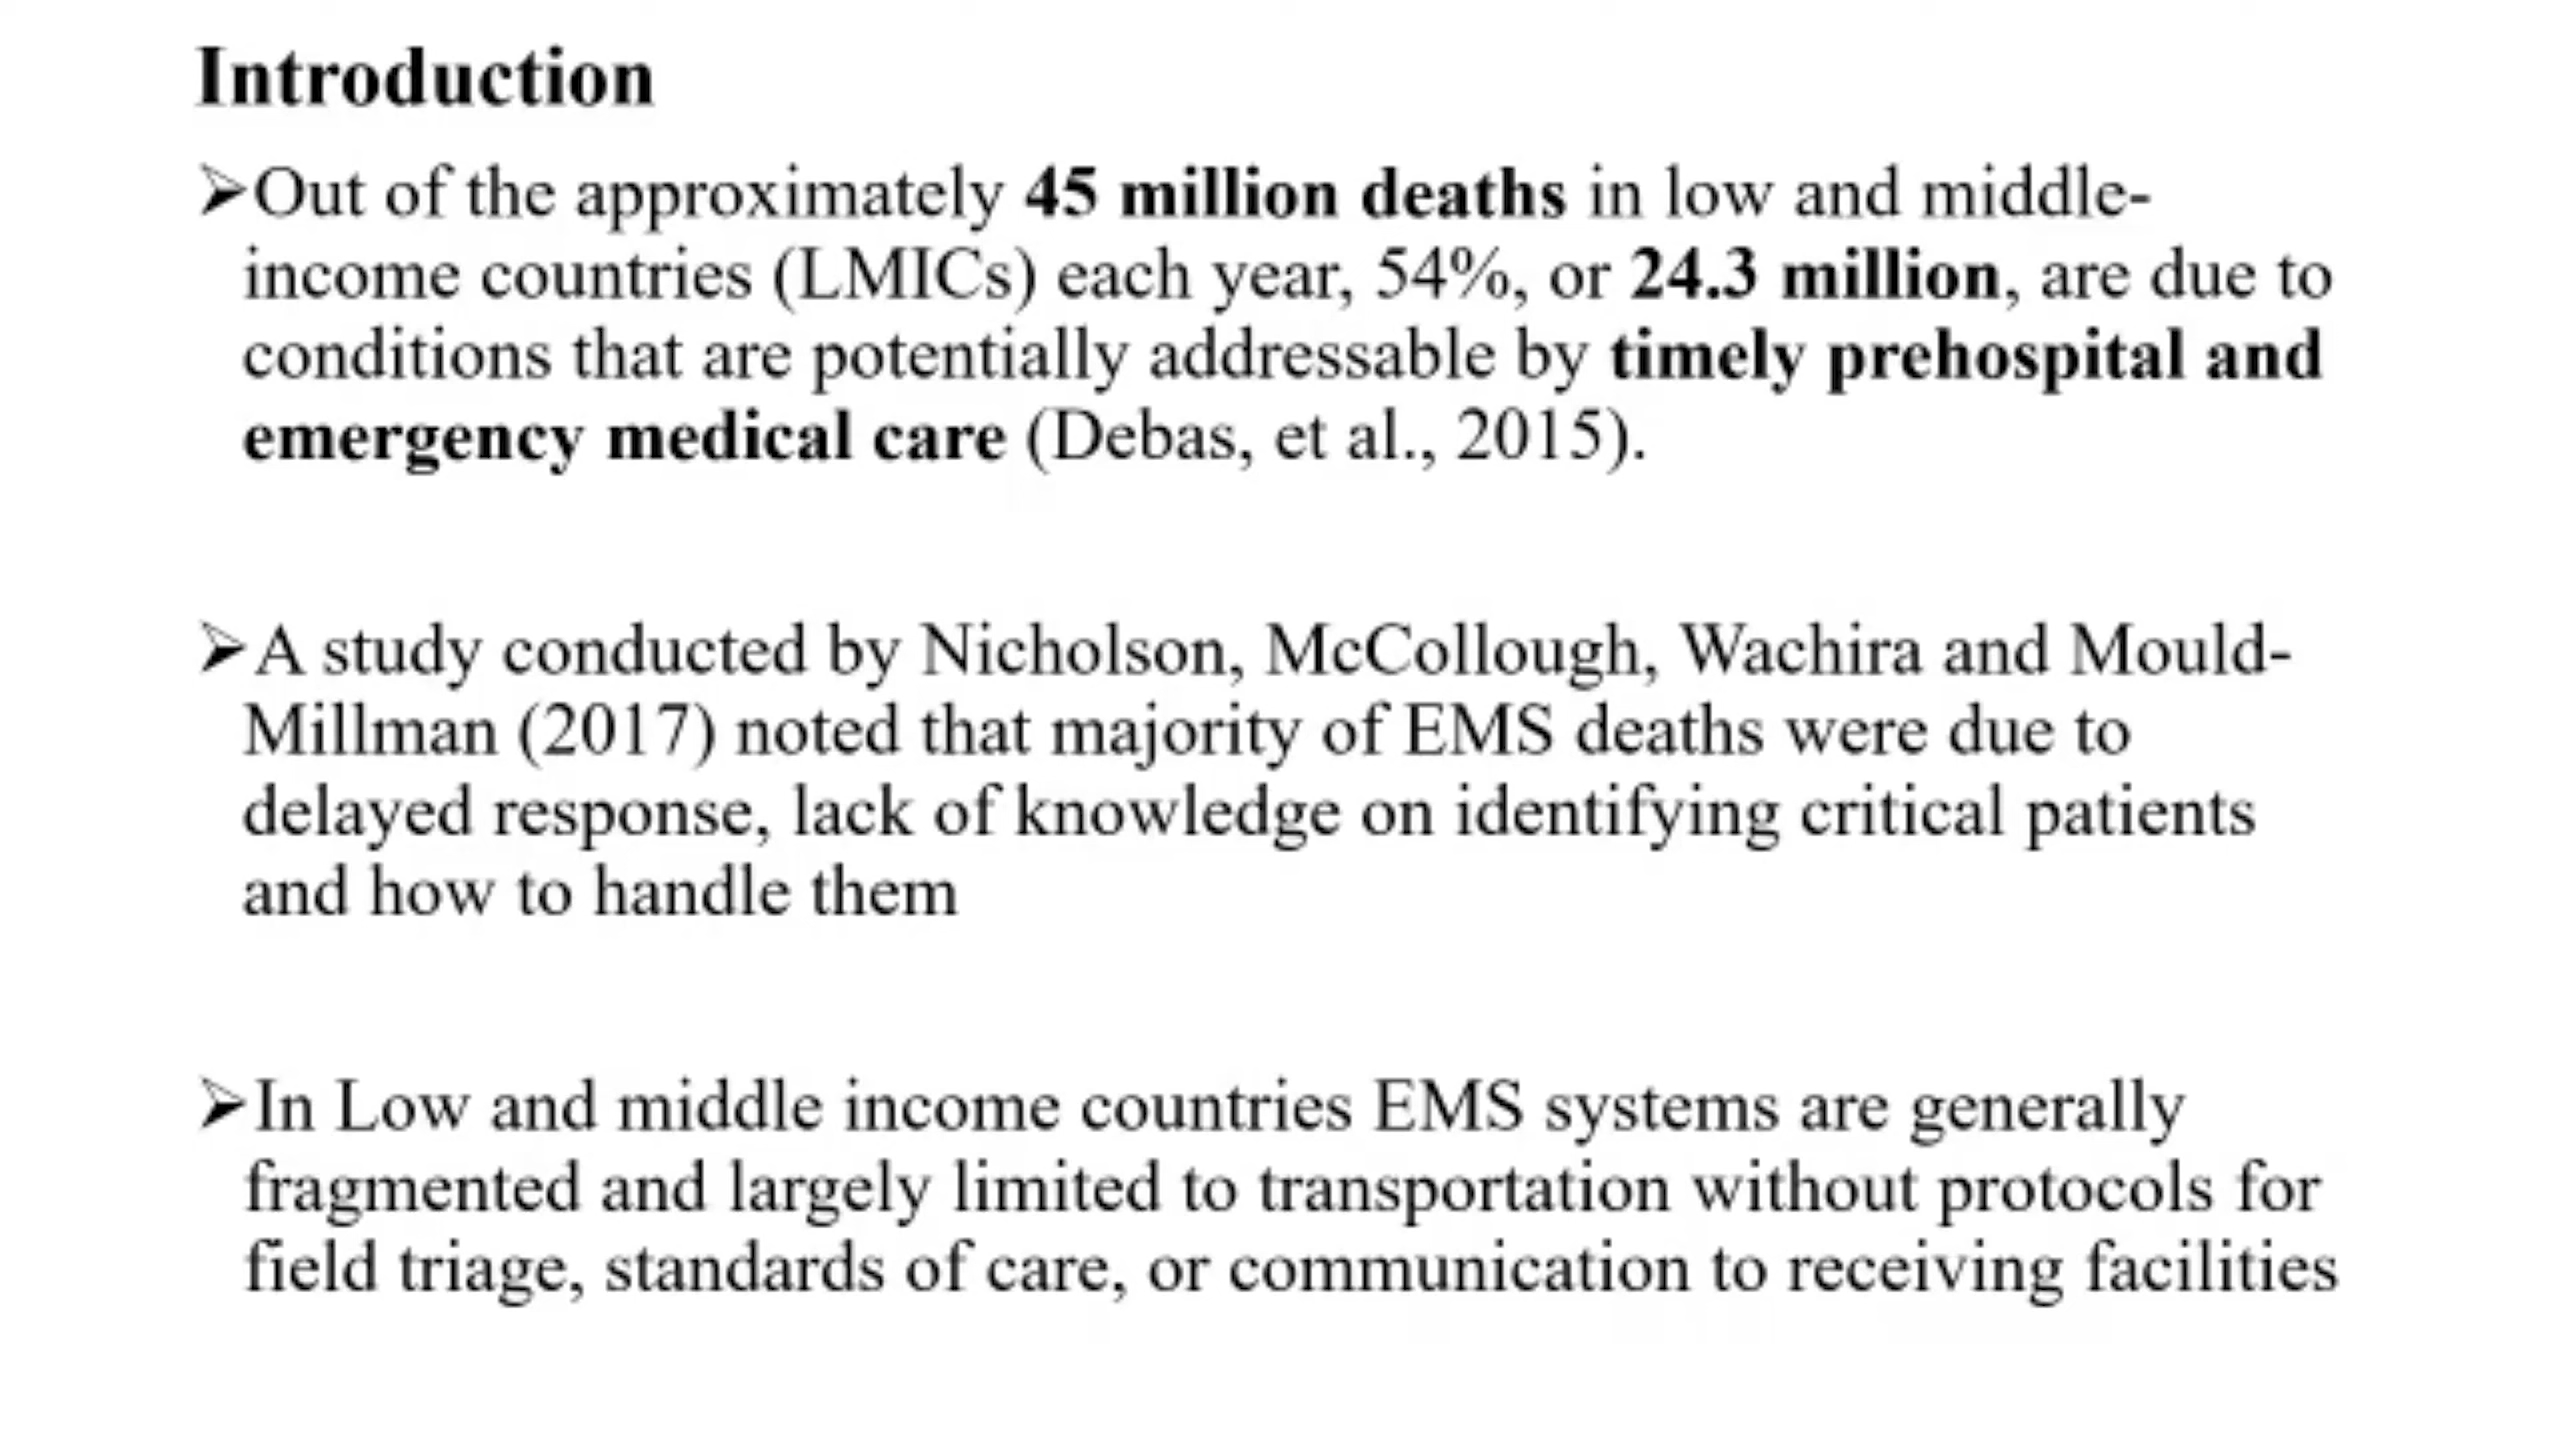 Introduction
➢Out of the approximately 45 million deaths in low and middle-
income countries (LMICs) each year, 54%, or 24.3 million, are due to
conditions that are potentially addressable by timely prehospital and
emergency medical care (Debas, et al., 2015).
➢A study conducted by Nicholson, McCollough, Wachira and Mould-
Millman (2017) noted that majority of EMS deaths were due to
delayed response, lack of knowledge on identifying critical patients
and how to handle them
➢In Low and middle income countries EMS systems are generally
fragmented and largely limited to transportation without protocols for
field triage, standards of care, or communication to receiving facilities